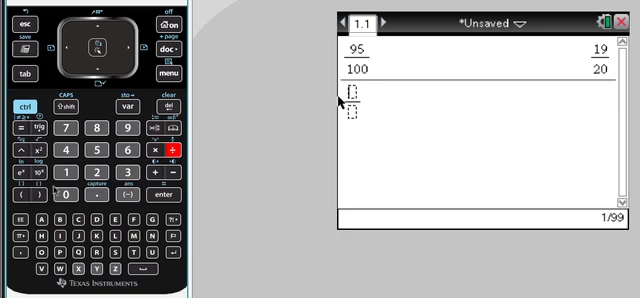 off
esc
on
save
+ page
doc
tab
menu
CAPS
sto→
clear
ctrl
⇧shift
var
del
= trig 7 8 9
^ x² 4 5 6 × ÷
ln log
eˣ 10ˣ 1 2 3 + −
capture ans
( ) 0 . (−) enter
EE A B C D E F G ?!
π H I J K L M N
, O P Q R S T U
V W X Y Z
TEXAS INSTRUMENTS
1.1 *Unsaved
95
100
19
20
1/99